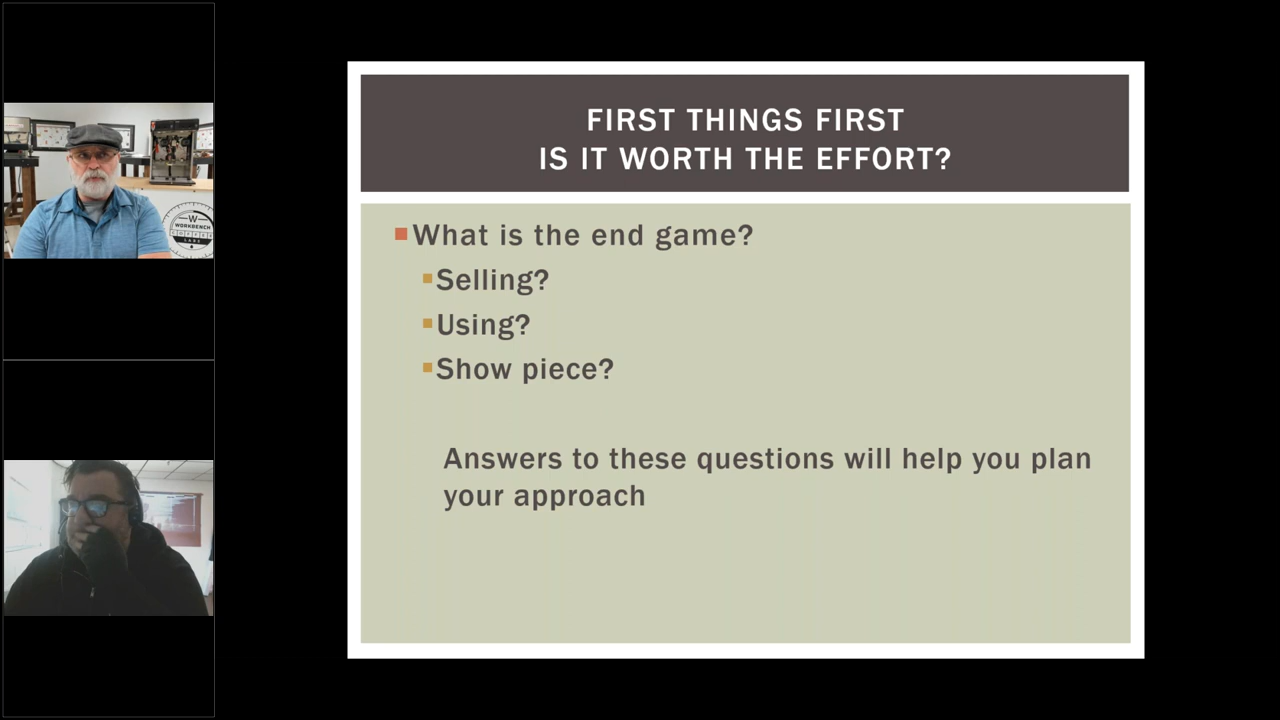 FIRST THINGS FIRST
IS IT WORTH THE EFFORT?
What is the end game?
Selling?
Using?
Show piece?
Answers to these questions will help you plan
your approach
W
WORKBENCH